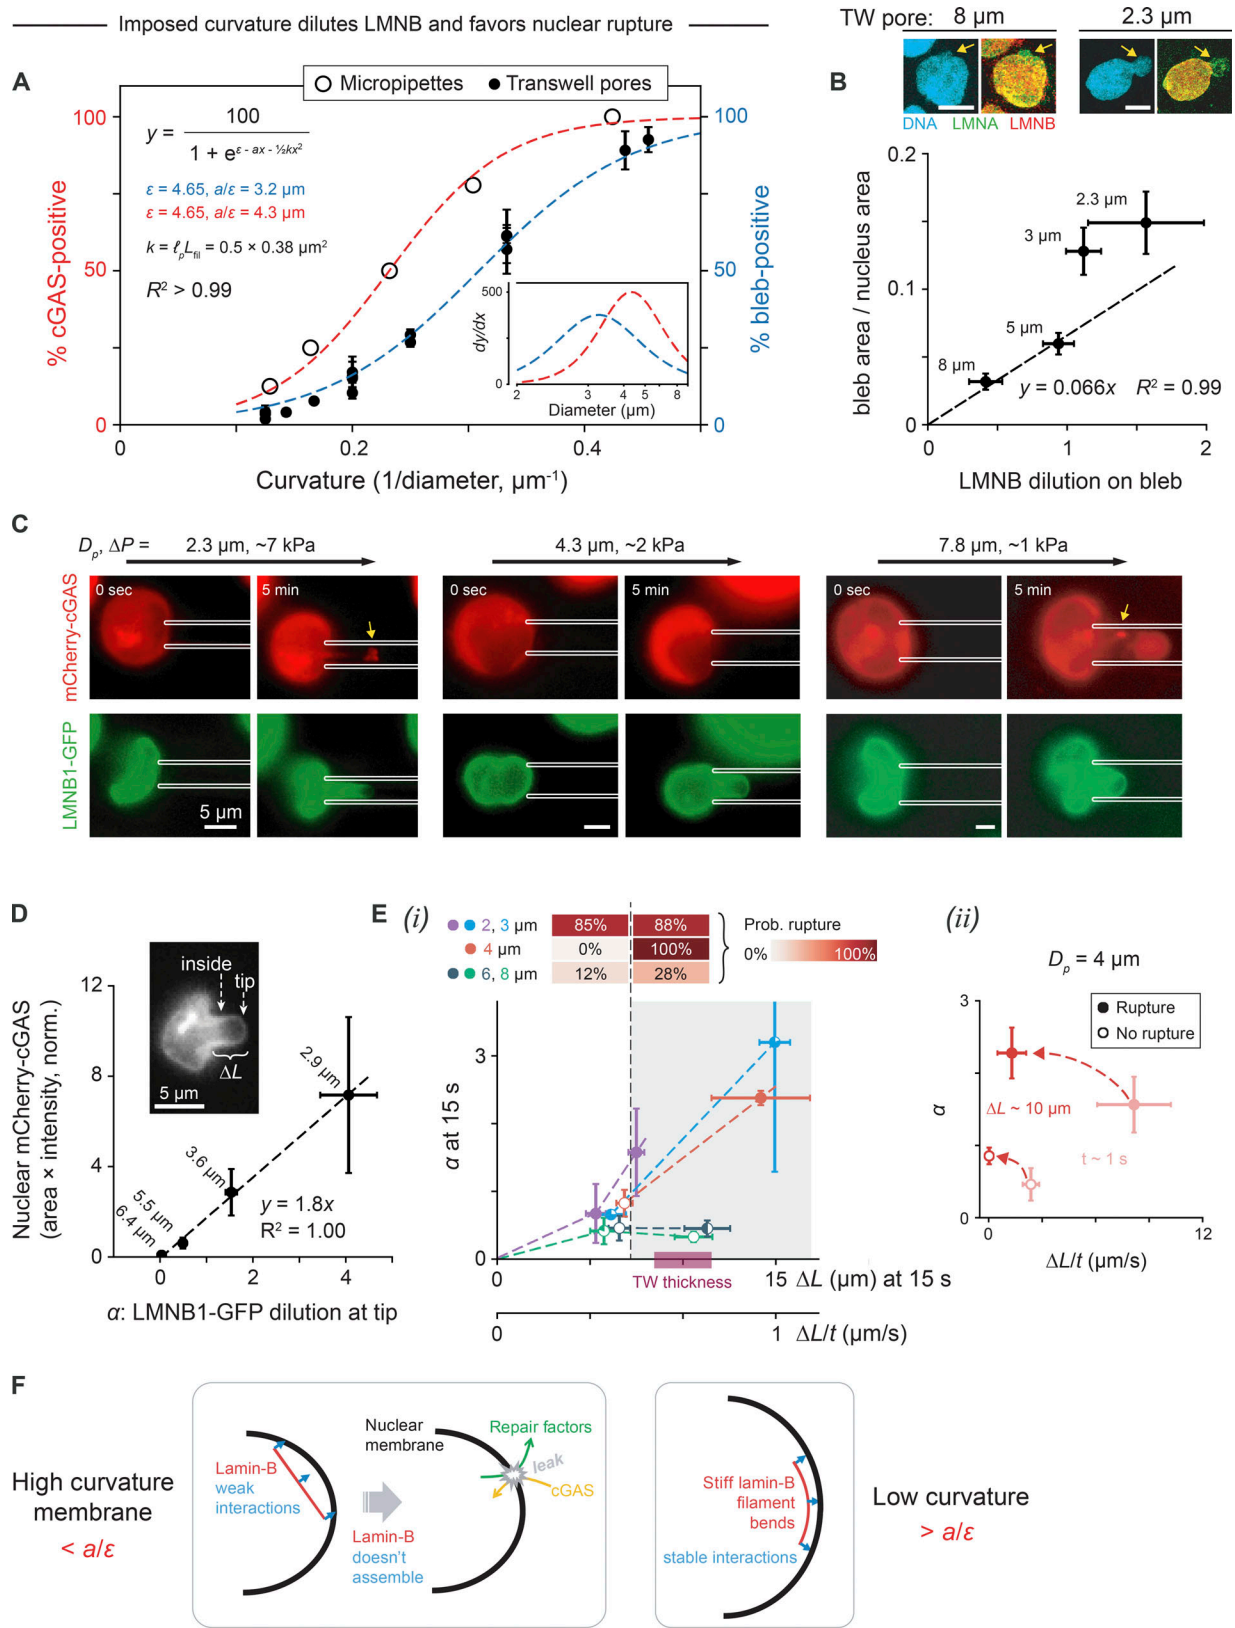 Imposed curvature dilutes LMNB and favors nuclear rupture
TW pore: 8 µm 2.3 µm
A
Micropipettes Transwell pores
y = 100 / 1 + e^ε - ax - ½kx²
ε = 4.65, a/ε = 3.2 µm
ε = 4.65, a/ε = 4.3 µm
k = ℓpLfil = 0.5 × 0.38 µm²
R² > 0.99
% cGAS-positive
100
50
0
% bleb-positive
100
50
0
0 0.2 0.4
Curvature (1/diameter, µm⁻¹)
dy/dx
500
0
2 3 4 5 8
Diameter (µm)
B
DNA LMNA LMNB
bleb area / nucleus area
0.2
0.1
0
2.3 µm
3 µm
5 µm
8 µm
y = 0.066x R² = 0.99
0 1 2
LMNB dilution on bleb
C
Dp, ΔP = 2.3 µm, ~7 kPa 4.3 µm, ~2 kPa 7.8 µm, ~1 kPa
mCherry-cGAS
0 sec 5 min 0 sec 5 min 0 sec 5 min
LMNB1-GFP
5 µm
D
Nuclear mCherry-cGAS
(area × intensity, norm.)
12
8
4
0
inside
tip
ΔL
5 µm
2.9 µm
3.6 µm
5.5 µm
6.4 µm
y = 1.8x
R² = 1.00
0 2 4
α: LMNB1-GFP dilution at tip
E (i)
2, 3 µm 85% 88%
4 µm 0% 100%
6, 8 µm 12% 28%
Prob. rupture
0% 100%
α at 15 s
3
0
TW thickness
0 15 ΔL (µm) at 15 s
0 1 ΔL/t (µm/s)
(ii)
Dp = 4 µm
Rupture
No rupture
α
3
0
ΔL ~ 10 µm
t ~ 1 s
0 12
ΔL/t (µm/s)
F
High curvature
membrane
< a/ε
Lamin-B
weak
interactions
Nuclear
membrane
Lamin-B
doesn't
assemble
Repair factors
leak
cGAS
Stiff lamin-B
filament
bends
stable interactions
Low curvature
> a/ε